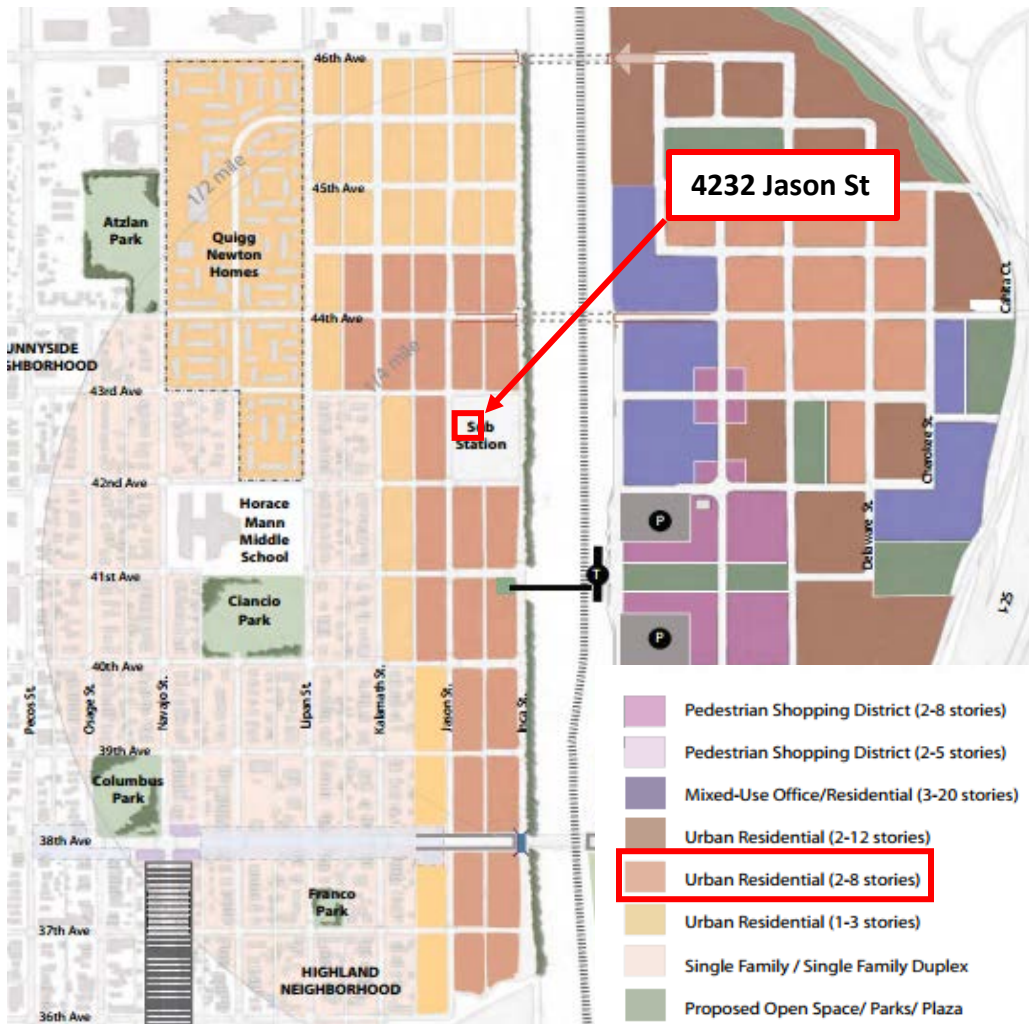 46th Ave
1/2 mile
4232 Jason St
45th Ave
Atzlan
Park
Quigg
Newton
Homes
Cahita Ct.
44th Ave
UNNYSIDE
GHBORHOOD
1/4 mile
43rd Ave
Sub
Station
Cherokee St.
42nd Ave
Horace
Mann
Middle
School
P
Delaware St.
41st Ave
T
Ciancio
Park
P
40th Ave
Pecos St.
Osage St.
Navajo St.
Lipan St.
Kalamath St.
Jason St.
Inca St.
39th Ave
Columbus
Park
38th Ave
Franco
Park
37th Ave
HIGHLAND
NEIGHBORHOOD
36th Ave
Pedestrian Shopping District (2-8 stories)
Pedestrian Shopping District (2-5 stories)
Mixed-Use Office/Residential (3-20 stories)
Urban Residential (2-12 stories)
Urban Residential (2-8 stories)
Urban Residential (1-3 stories)
Single Family / Single Family Duplex
Proposed Open Space/ Parks/ Plaza